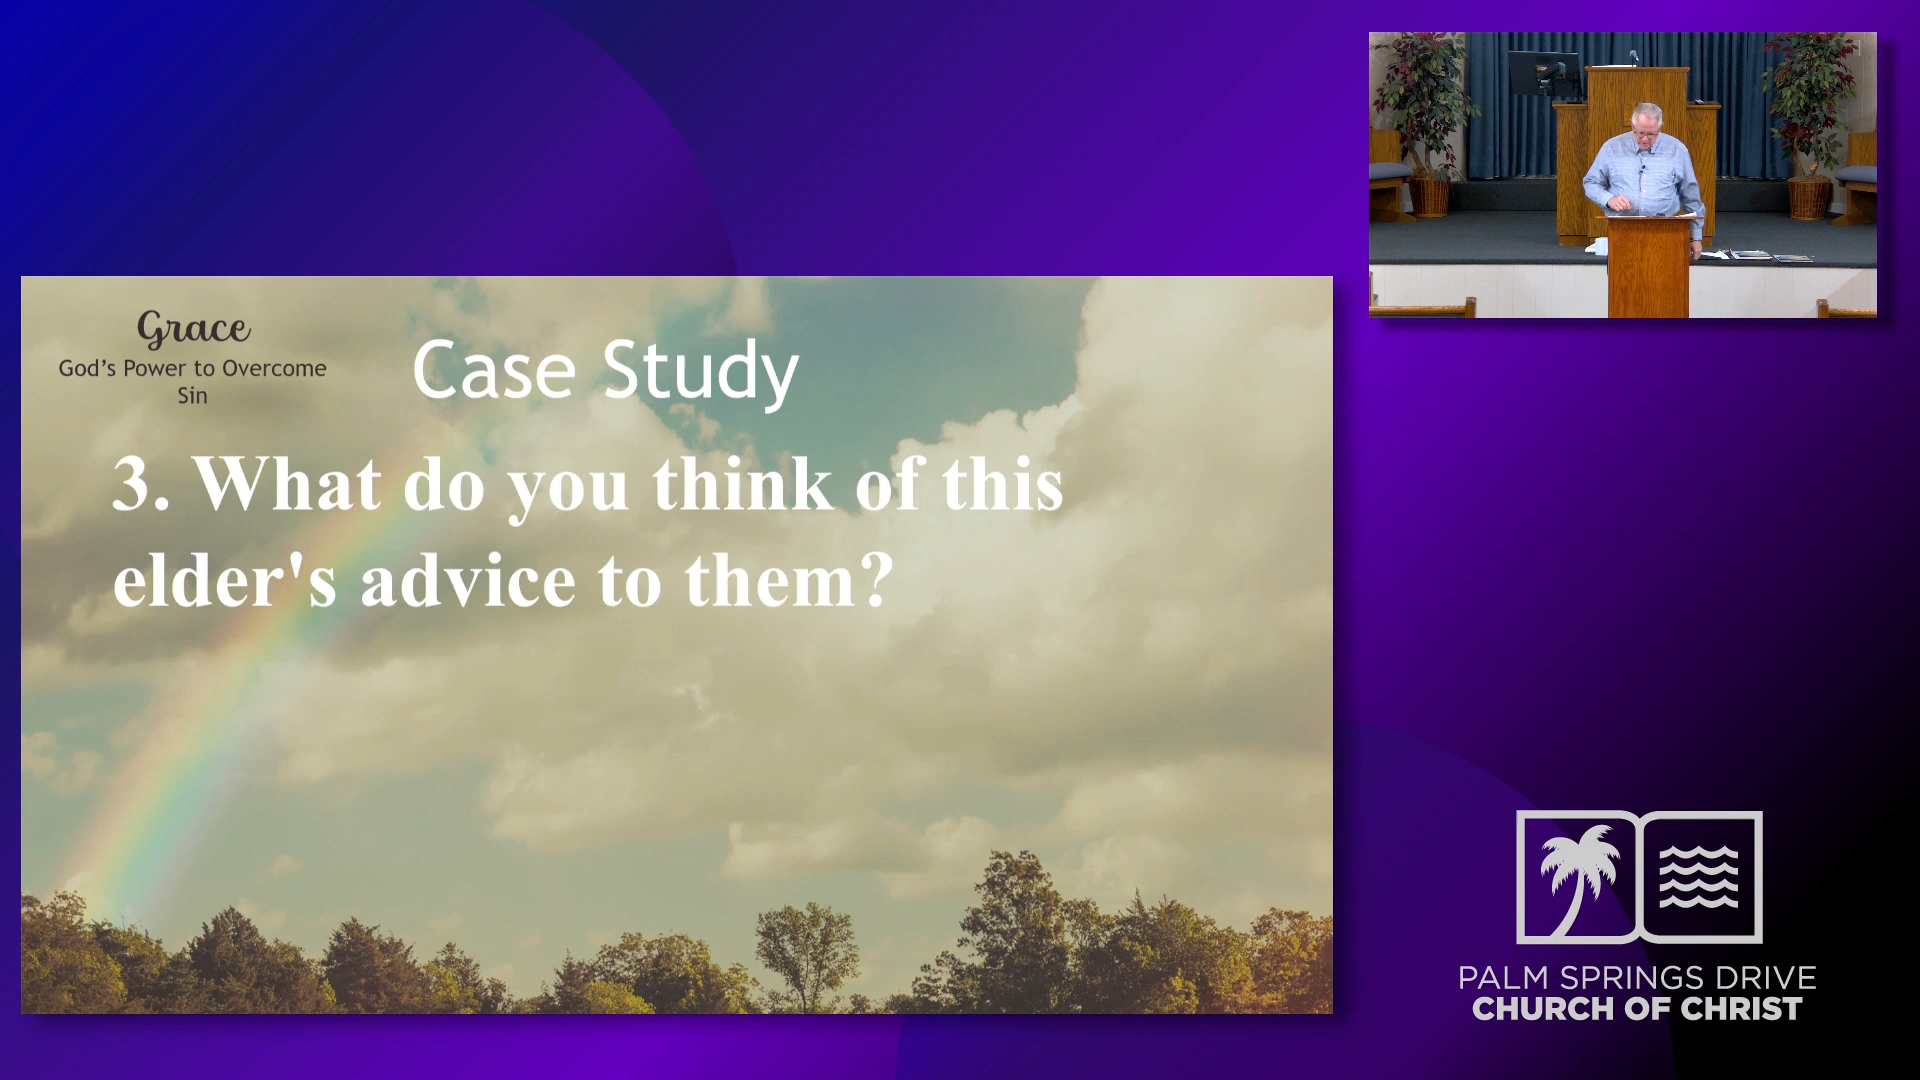 Grace
God’s Power to Overcome
Sin
Case Study
3. What do you think of this
elder's advice to them?
PALM SPRINGS DRIVE
CHURCH OF CHRIST